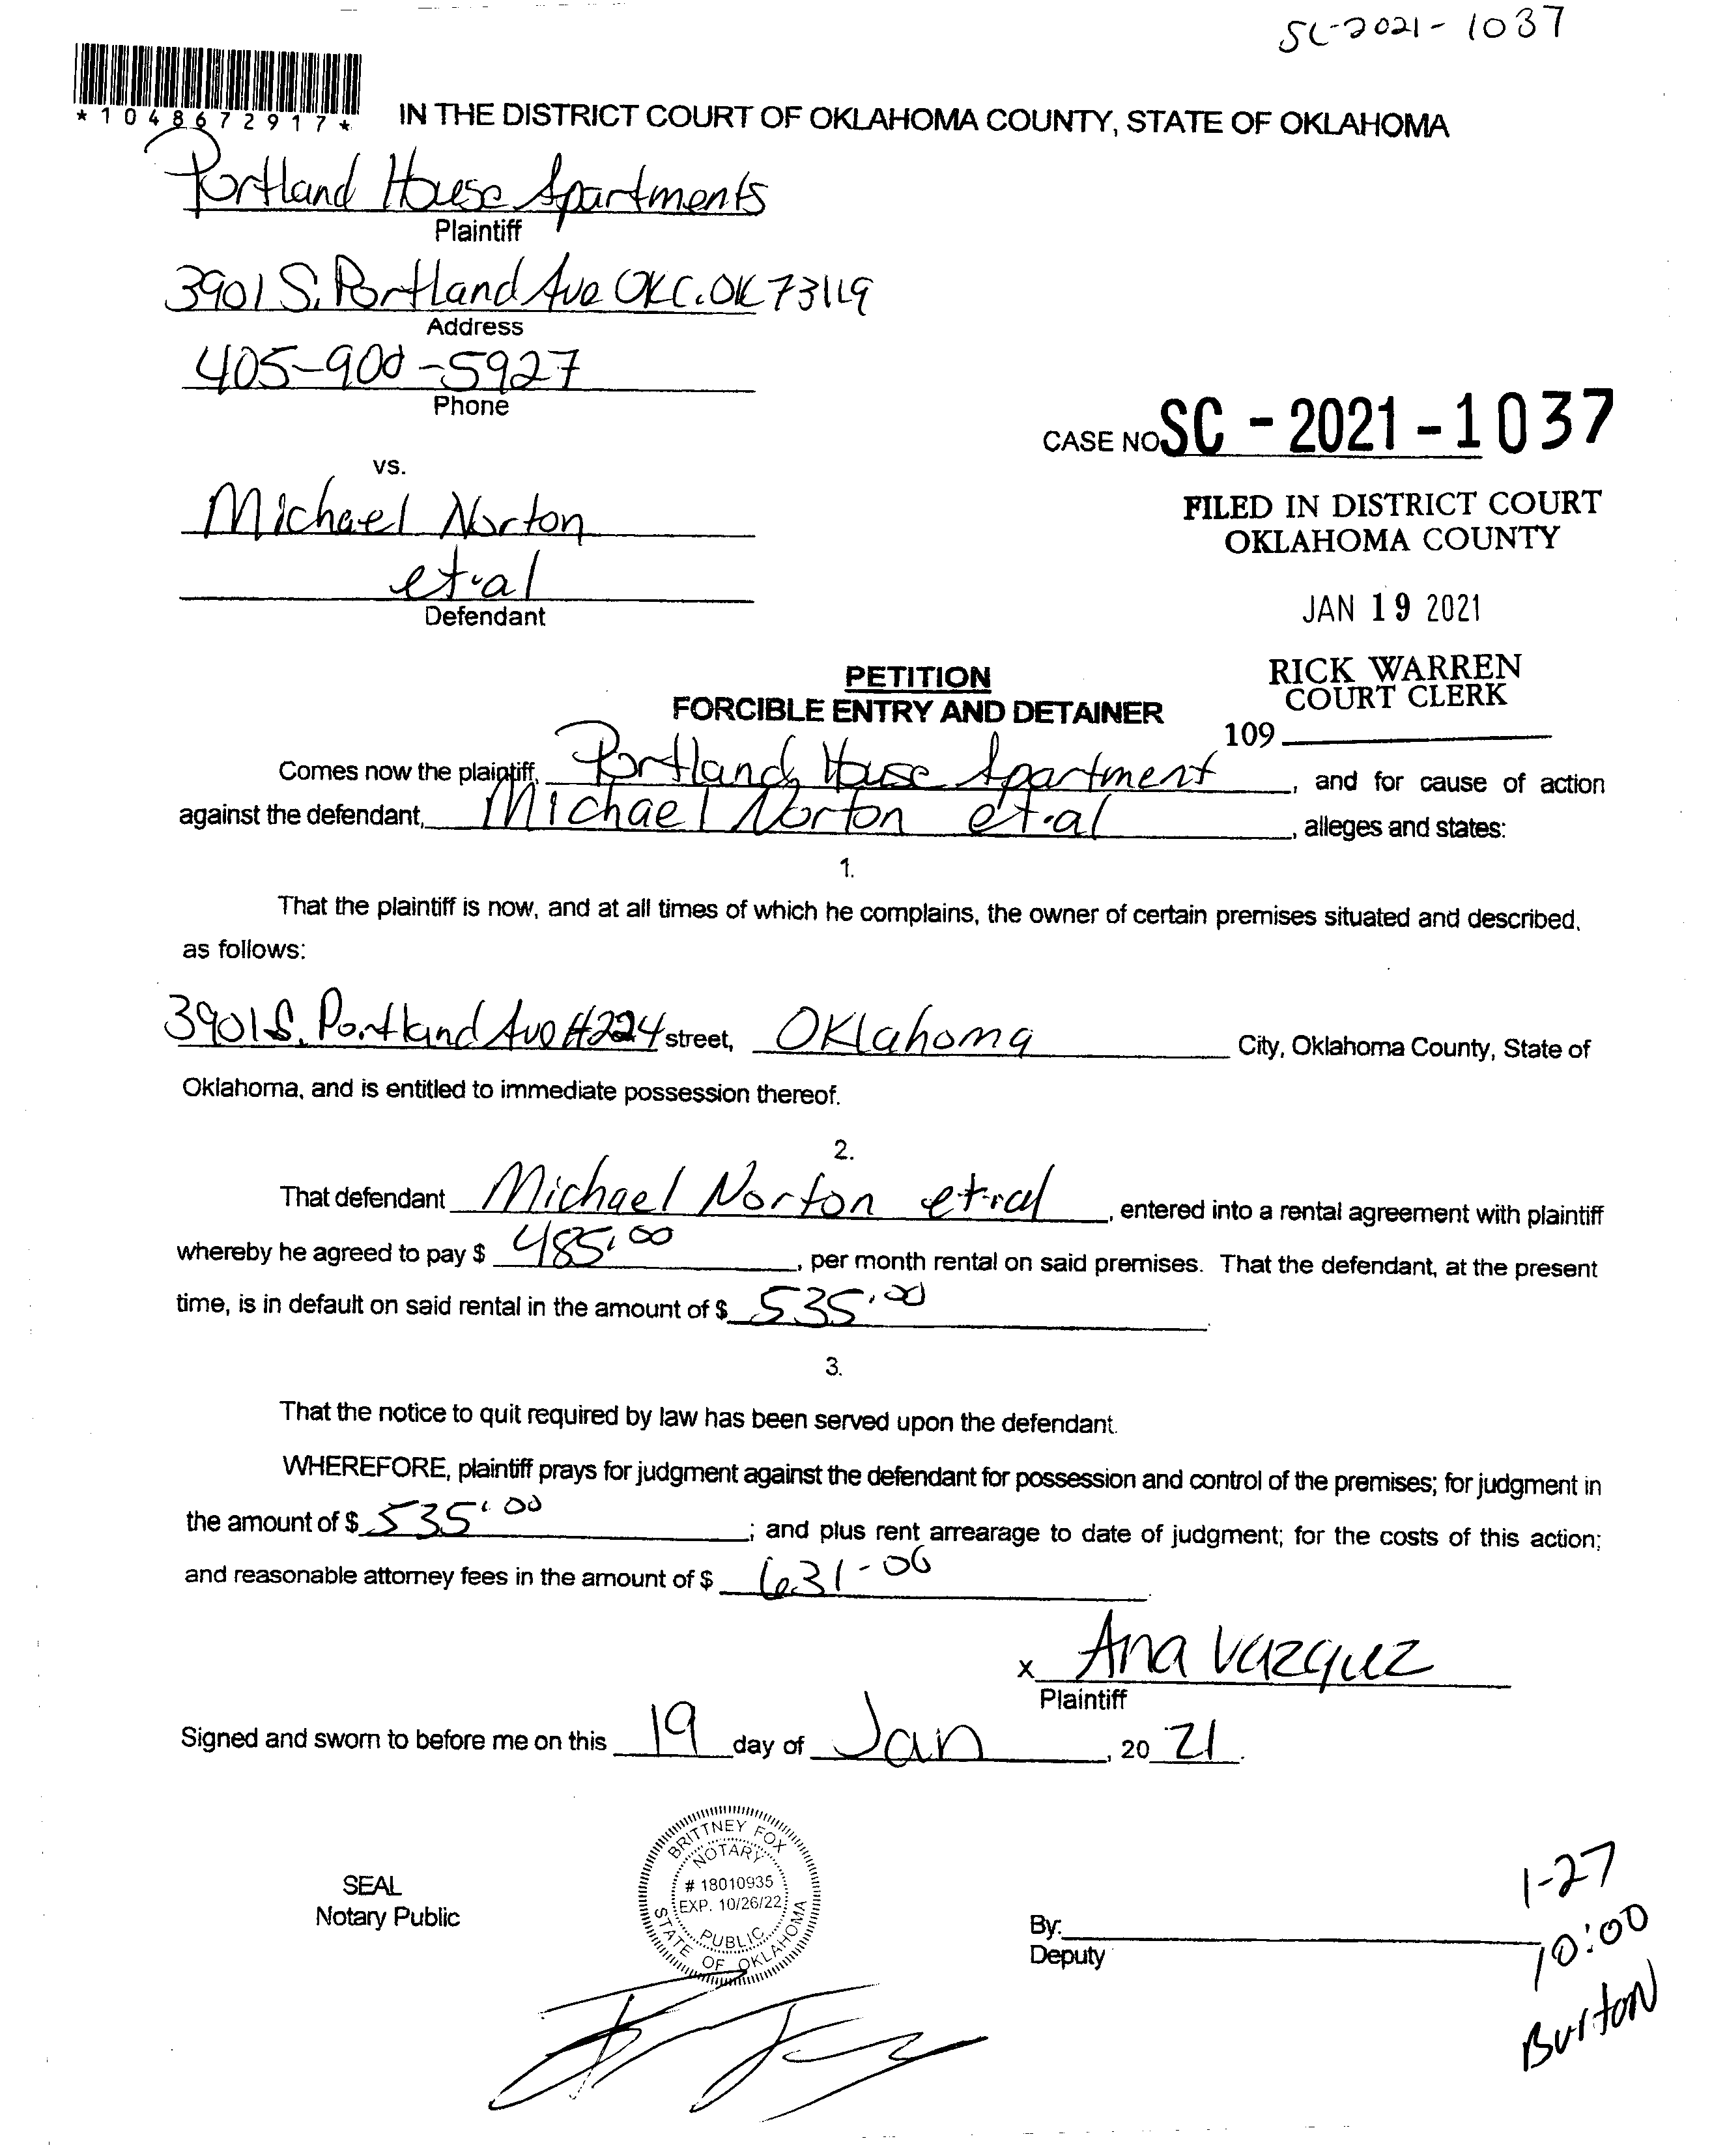 SC-2021-1037
*1048672917*
IN THE DISTRICT COURT OF OKLAHOMA COUNTY, STATE OF OKLAHOMA
Portland House Apartments
Plaintiff
3901 S. Portland Ave OKC. OK 73119
Address
405-900-5927
Phone
CASE NO SC - 2021 - 1037
vs.
Michael Norton
et.al
Defendant
FILED IN DISTRICT COURT
OKLAHOMA COUNTY
JAN 19 2021
RICK WARREN
COURT CLERK
109
PETITION
FORCIBLE ENTRY AND DETAINER
Comes now the plaintiff, Portland House Apartment, and for cause of action
against the defendant, Michael Norton et.al, alleges and states:
1.
That the plaintiff is now, and at all times of which he complains, the owner of certain premises situated and described,
as follows:
3901 S. Portland Ave #224 street, Oklahoma City, Oklahoma County, State of
Oklahoma, and is entitled to immediate possession thereof.
2.
That defendant Michael Norton et.al, entered into a rental agreement with plaintiff
whereby he agreed to pay $ 485.00, per month rental on said premises. That the defendant, at the present
time, is in default on said rental in the amount of $ 535.00.
3.
That the notice to quit required by law has been served upon the defendant.
WHEREFORE, plaintiff prays for judgment against the defendant for possession and control of the premises; for judgment in
the amount of $ 535.00; and plus rent arrearage to date of judgment; for the costs of this action;
and reasonable attorney fees in the amount of $
x Ana Vazquez
Plaintiff
Signed and sworn to before me on this 19 day of Jan, 20 21.
SEAL
Notary Public
BRITTNEY FOX
NOTARY
# 18010935
EXP. 10/26/22
PUBLIC
STATE OF OKLAHOMA
By:
Deputy
1-27
10:00
Burton